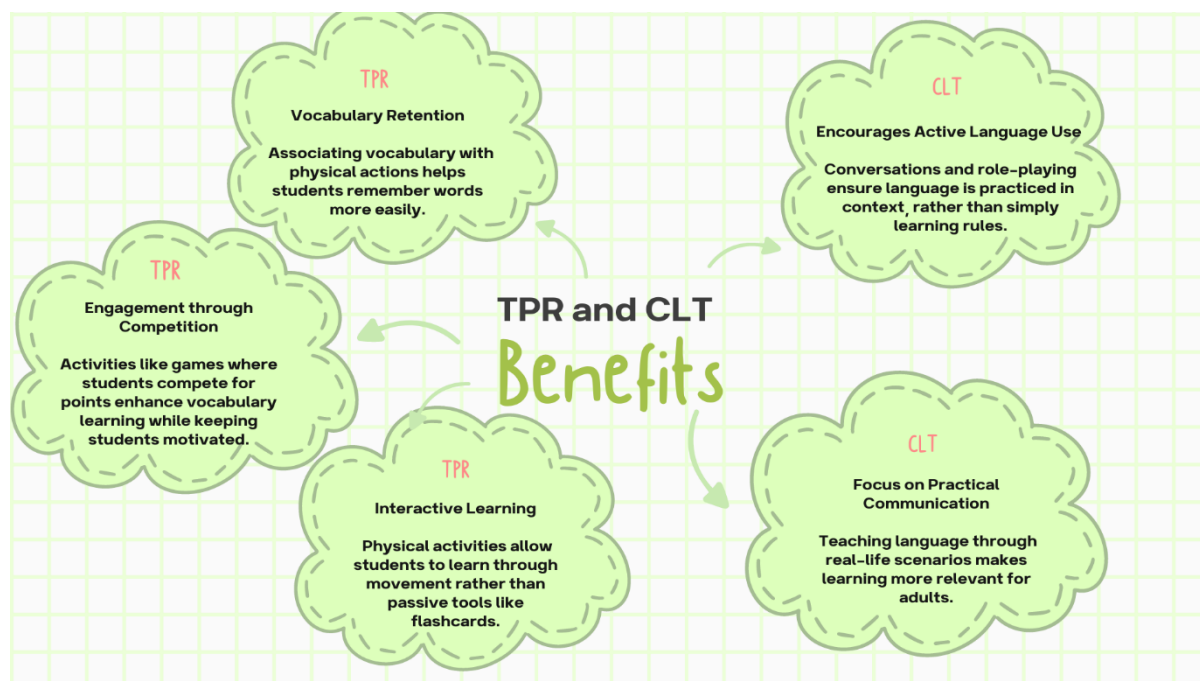 TPR and CLT
Benefits
TPR
Vocabulary Retention
Associating vocabulary with
physical actions helps
students remember words
more easily.
TPR
Engagement through
Competition
Activities like games where
students compete for
points enhance vocabulary
learning while keeping
students motivated.
TPR
Interactive Learning
Physical activities allow
students to learn through
movement rather than
passive tools like
flashcards.
CLT
Encourages Active Language Use
Conversations and role-playing
ensure language is practiced in
context, rather than simply
learning rules.
CLT
Focus on Practical
Communication
Teaching language through
real-life scenarios makes
learning more relevant for
adults.